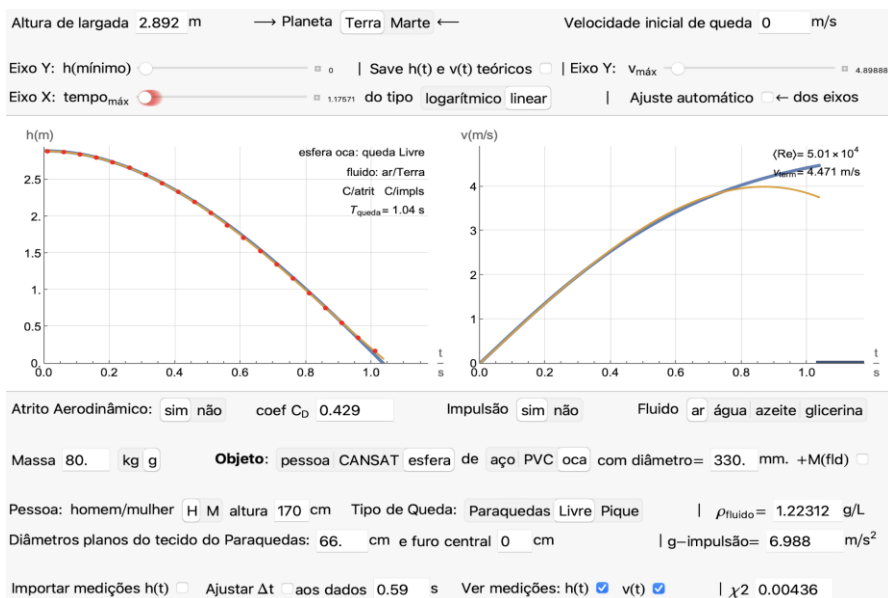 Altura de largada 2.892 m ⟶ Planeta Terra Marte ⟵ Velocidade inicial de queda 0 m/s
Eixo Y: h(mínimo) 0 | Save h(t) e v(t) teóricos | Eixo Y: vmáx 4.89888
Eixo X: tempomáx 1.17571 do tipo logarítmico linear | Ajuste automático ← dos eixos
h(m)
esfera oca: queda Livre
fluido: ar/Terra
C/atrit C/impls
Tqueda= 1.04 s
2.5
2.
1.5
1.
0.5
0.
0.0 0.2 0.4 0.6 0.8 1.0
t
s
v(m/s)
⟨Re⟩= 5.01 × 10⁴
vterm= 4.471 m/s
4
3
2
1
0
0.0 0.2 0.4 0.6 0.8 1.0
t
s
Atrito Aerodinâmico: sim não coef CD 0.429 Impulsão sim não Fluido ar água azeite glicerina
Massa 80. kg g Objeto: pessoa CANSAT esfera de aço PVC oca com diâmetro= 330. mm. +M(fld)
Pessoa: homem/mulher H M altura 170 cm Tipo de Queda: Paraquedas Livre Pique | ρfluido= 1.22312 g/L
Diâmetros planos do tecido do Paraquedas: 66. cm e furo central 0 cm | g−impulsão= 6.988 m/s²
Importar medições h(t) Ajustar Δt aos dados 0.59 s Ver medições: h(t) v(t) | χ2 0.00436